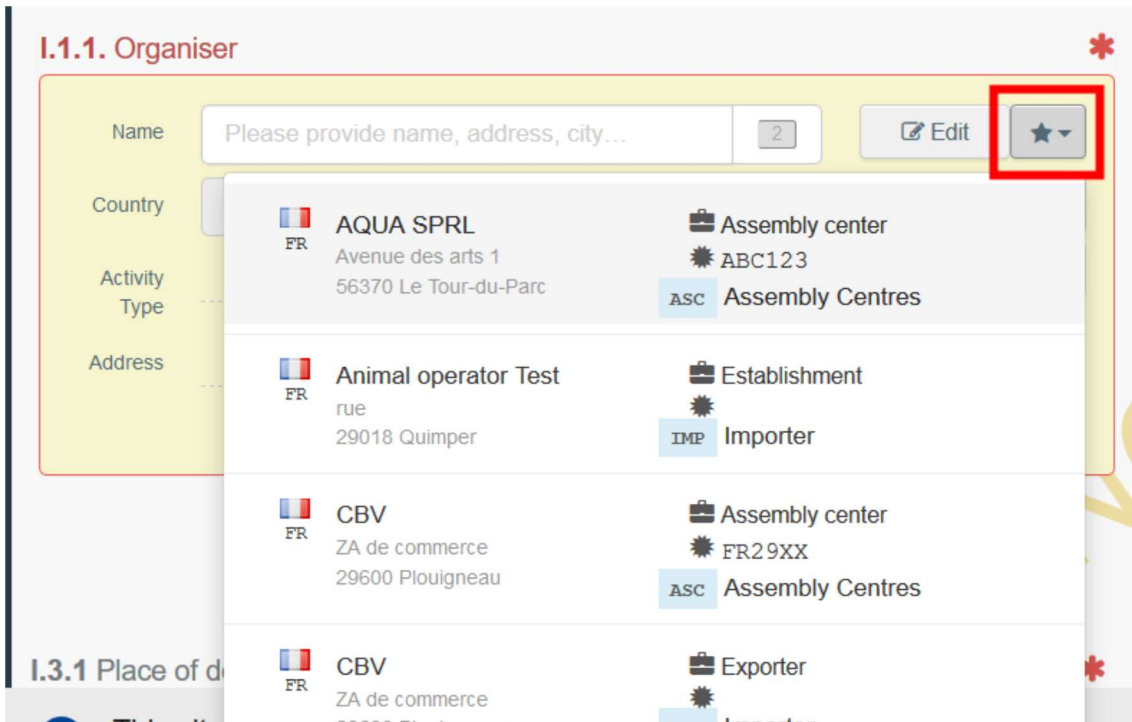 I.1.1. Organiser
Name Please provide name, address, city... 2 Edit
Country
Activity
Type
Address
FR AQUA SPRL Assembly center
Avenue des arts 1 ABC123
56370 Le Tour-du-Parc ASC Assembly Centres
FR Animal operator Test Establishment
rue
29018 Quimper IMP Importer
FR CBV Assembly center
ZA de commerce FR29XX
29600 Plouigneau ASC Assembly Centres
I.3.1 Place of d
FR CBV Exporter
ZA de commerce